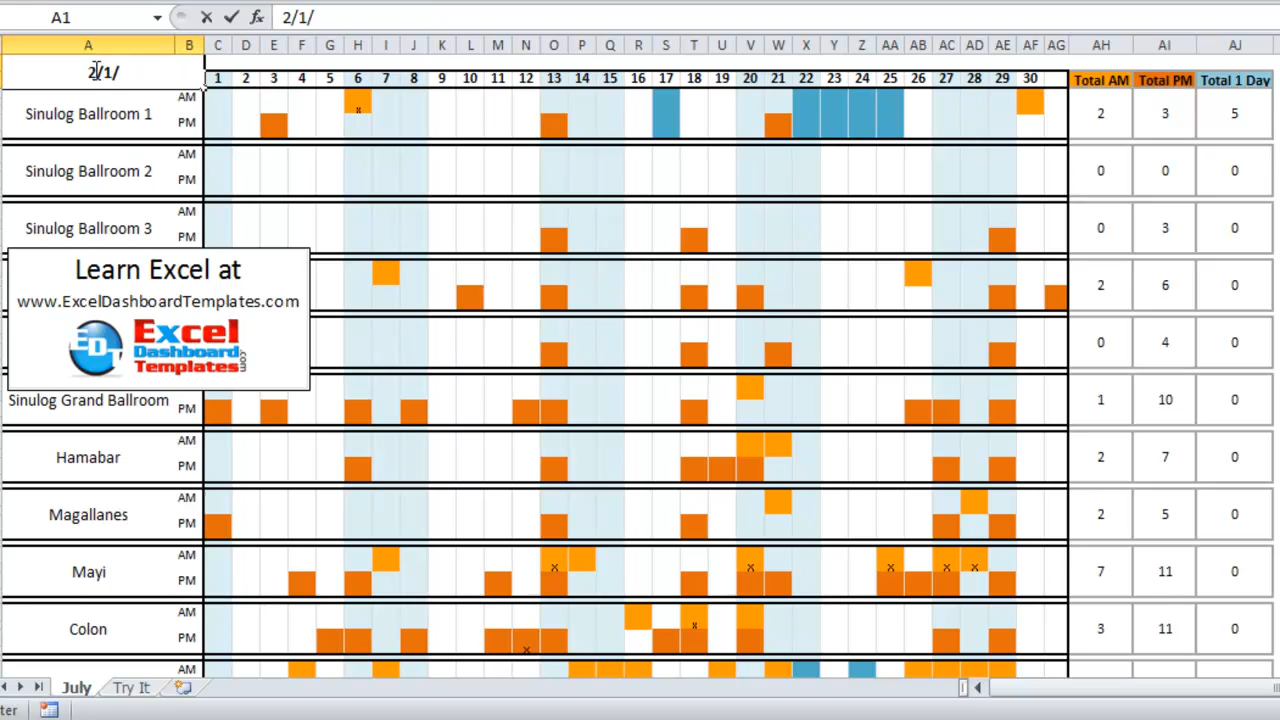 A1 fx 2/1/
A B C D E F G H I J K L M N O P Q R S T U V W X Y Z AA AB AC AD AE AF AG AH AI AJ
2/1/ 1 2 3 4 5 6 7 8 9 10 11 12 13 14 15 16 17 18 19 20 21 22 23 24 25 26 27 28 29 30 Total AM Total PM Total 1 Day
AM x
Sinulog Ballroom 1 2 3 5
PM
AM
Sinulog Ballroom 2 0 0 0
PM
AM
Sinulog Ballroom 3 0 3 0
PM
Learn Excel at
www.ExcelDashboardTemplates.com
2 6 0
EDT Excel
Dashboard
Templates.com
0 4 0
Sinulog Grand Ballroom 1 10 0
PM
AM
Hamabar 2 7 0
PM
AM
Magallanes 2 5 0
PM
AM
x x x x x
Mayi 7 11 0
PM
AM
x
Colon 3 11 0
PM
x
AM
July Try It
ter